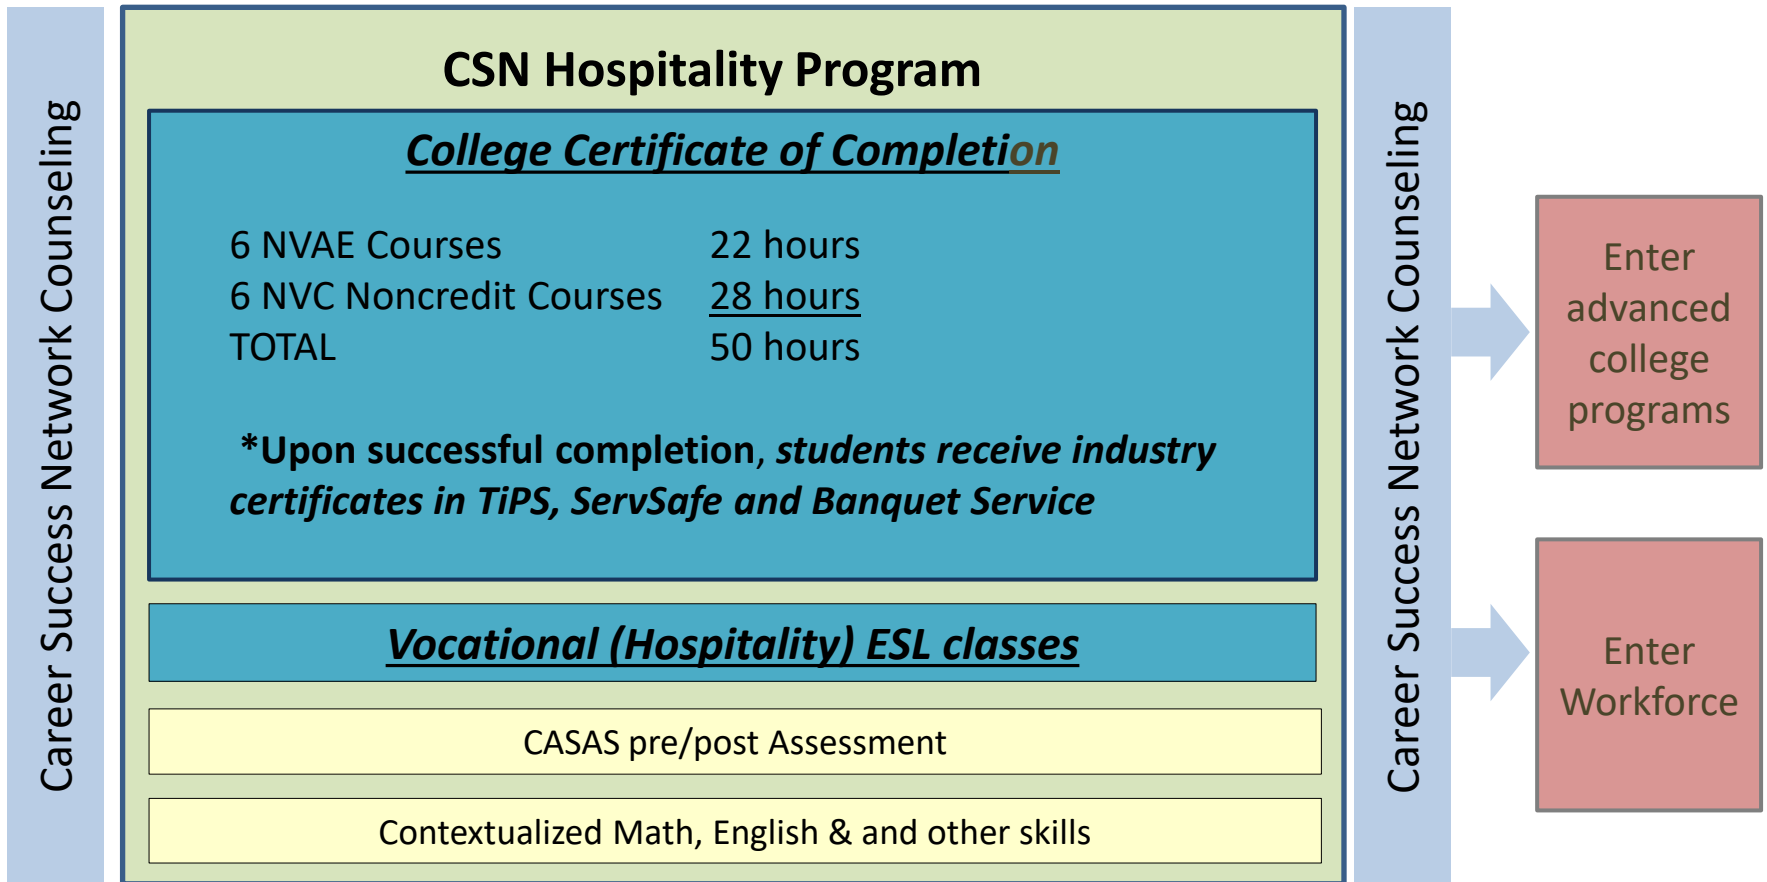 Career Success Network Counseling
CSN Hospitality Program
College Certificate of Completion
6 NVAE Courses 22 hours
6 NVC Noncredit Courses 28 hours
TOTAL 50 hours
*Upon successful completion, students receive industry
certificates in TiPS, ServSafe and Banquet Service
Vocational (Hospitality) ESL classes
CASAS pre/post Assessment
Contextualized Math, English & and other skills
Career Success Network Counseling
Enter
advanced
college
programs
Enter
Workforce